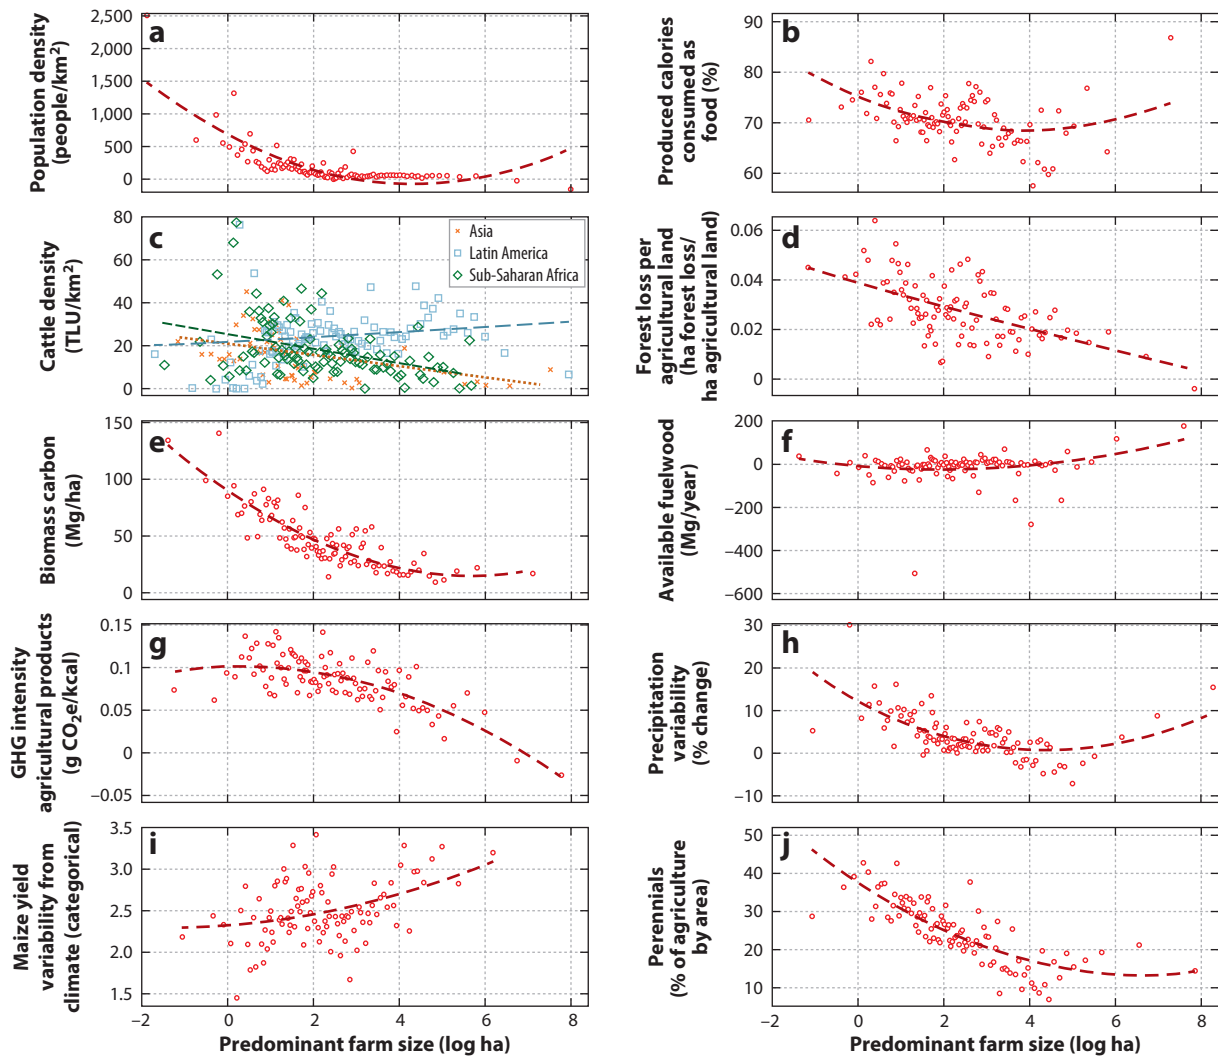 a
Population density
(people/km²)
2,500
2,000
1,500
1,000
500
0
b
Produced calories
consumed as
food (%)
90
80
70
60
c
Cattle density
(TLU/km²)
80
60
40
20
0
Asia
Latin America
Sub-Saharan Africa
d
Forest loss per
agricultural land
(ha forest loss/
ha agricultural land)
0.06
0.04
0.02
0
e
Biomass carbon
(Mg/ha)
150
100
50
0
f
Available fuelwood
(Mg/year)
200
0
−200
−400
−600
g
GHG intensity
agricultural products
(g CO₂e/kcal)
0.15
0.1
0.05
0
−0.05
h
Precipitation
variability
(% change)
30
20
10
0
−10
i
Maize yield
variability from
climate (categorical)
3.5
3.0
2.5
2.0
1.5
−2 0 2 4 6 8
Predominant farm size (log ha)
j
Perennials
(% of agriculture
by area)
50
40
30
20
10
−2 0 2 4 6 8
Predominant farm size (log ha)